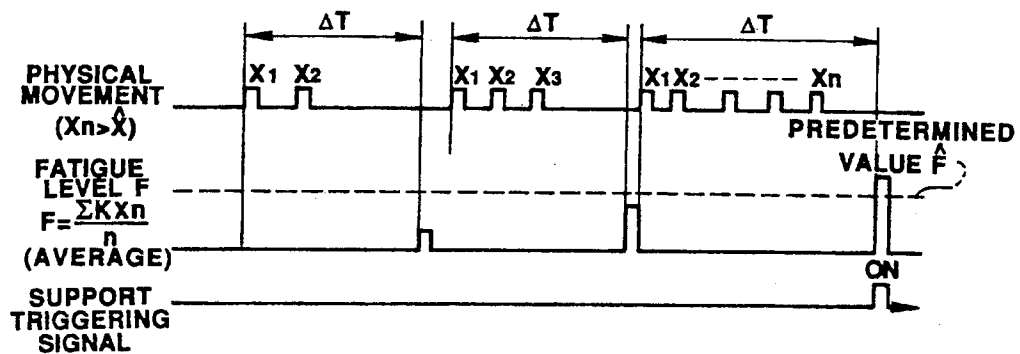 ΔT ΔT ΔT
PHYSICAL
MOVEMENT
(Xn>X̂)
X1 X2 X1 X2 X3 X1 X2 Xn
PREDETERMINED
VALUE F̂
FATIGUE
LEVEL F
F=ΣKXn/n
(AVERAGE)
ON
SUPPORT
TRIGGERING
SIGNAL